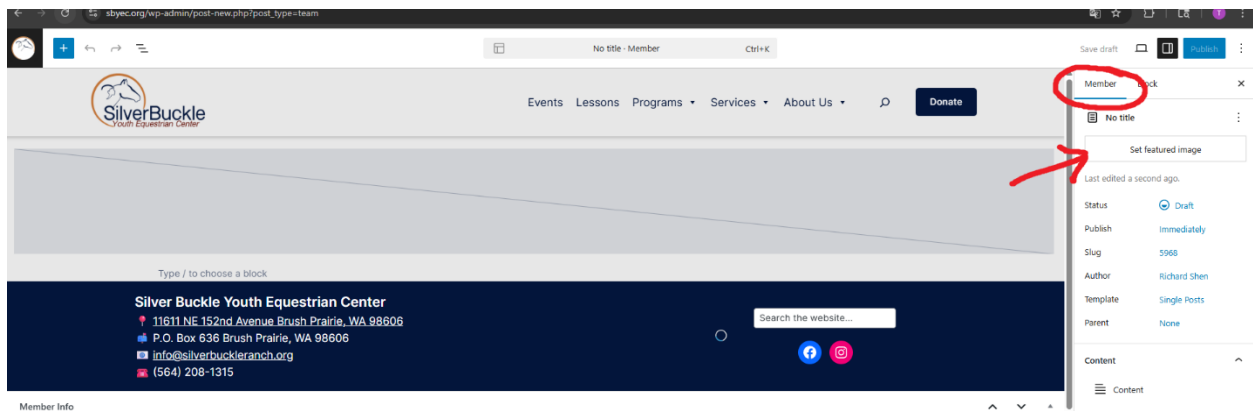 sbyec.org/wp-admin/post-new.php?post_type=team
No title · Member Ctrl+K
Save draft
Publish
SilverBuckle
Youth Equestrian Center
Events Lessons Programs Services About Us
Donate
Type / to choose a block
Silver Buckle Youth Equestrian Center
11611 NE 152nd Avenue Brush Prairie, WA 98606
P.O. Box 636 Brush Prairie, WA 98606
info@silverbuckleranch.org
(564) 208-1315
Search the website...
Member Info
Member Block
No title
Set featured image
Last edited a second ago.
Status Draft
Publish Immediately
Slug 5968
Author Richard Shen
Template Single Posts
Parent None
Content
Content